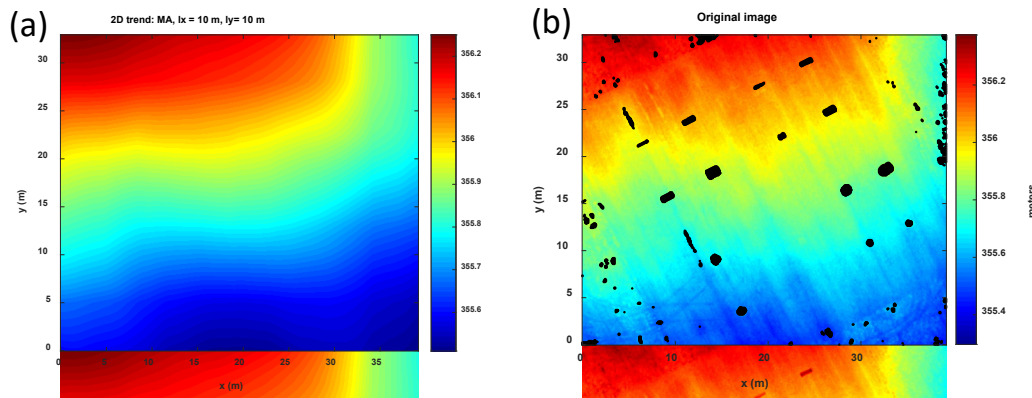 (a)
2D trend: MA, lx = 10 m, ly= 10 m
30
25
20
15
10
5
0
y (m)
0 5 10 15 20 25 30 35
x (m)
356.2
356.1
356
355.9
355.8
355.7
355.6
(b)
Original image
30
25
20
15
10
5
0
y (m)
0 10 20 30
x (m)
356.2
356
355.8
355.6
355.4
meters